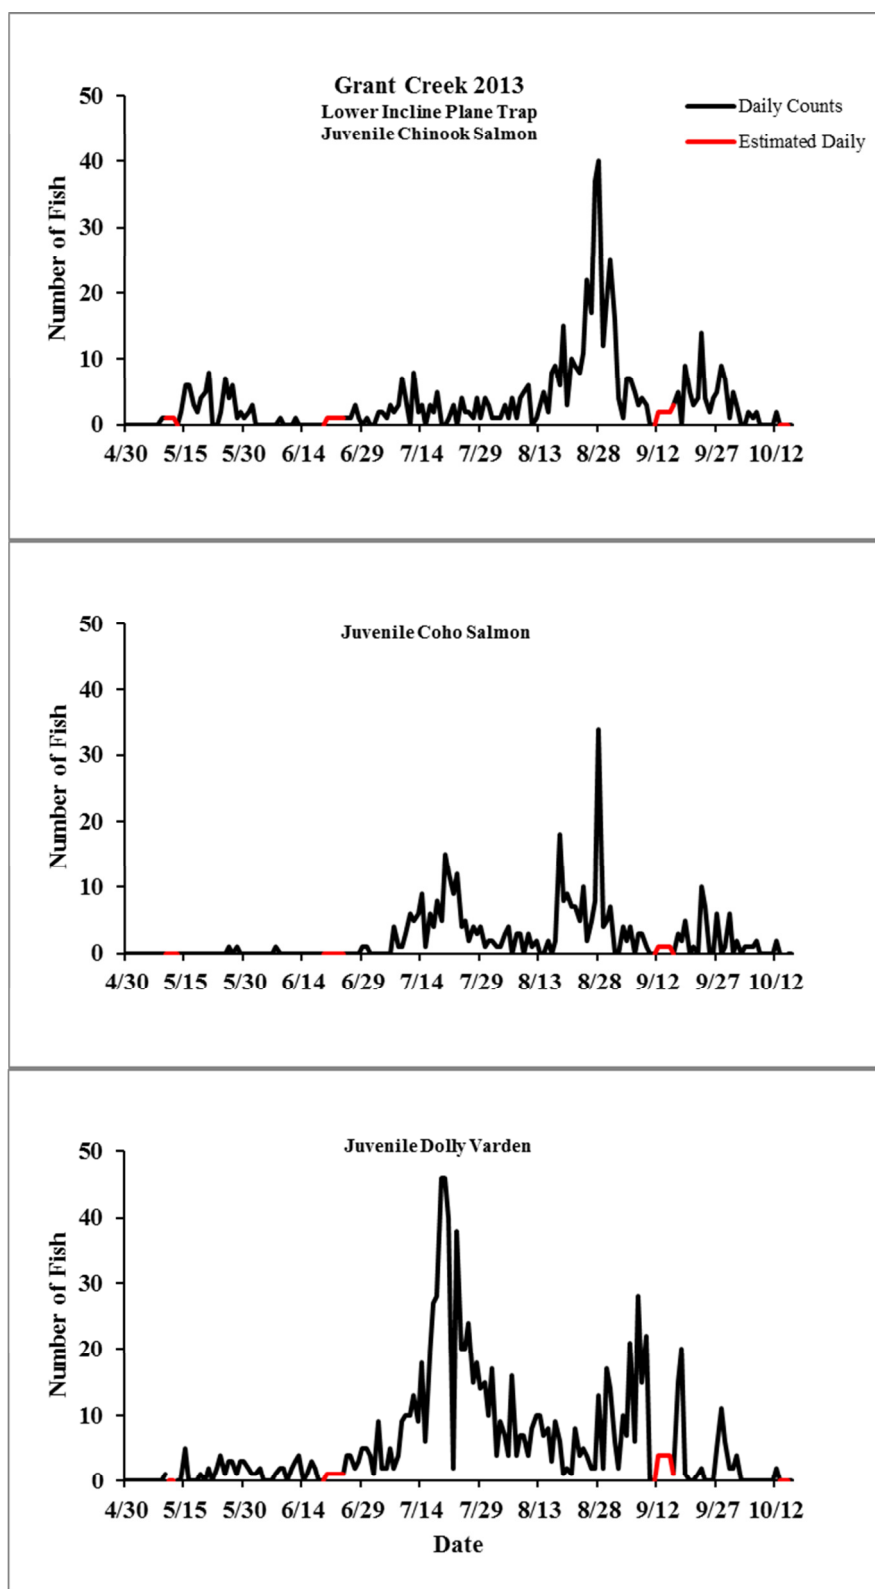 Grant Creek 2013
Lower Incline Plane Trap
Juvenile Chinook Salmon
Daily Counts
Estimated Daily
Number of Fish
50
40
30
20
10
0
4/30 5/15 5/30 6/14 6/29 7/14 7/29 8/13 8/28 9/12 9/27 10/12
Juvenile Coho Salmon
Number of Fish
50
40
30
20
10
0
4/30 5/15 5/30 6/14 6/29 7/14 7/29 8/13 8/28 9/12 9/27 10/12
Juvenile Dolly Varden
Number of Fish
50
40
30
20
10
0
4/30 5/15 5/30 6/14 6/29 7/14 7/29 8/13 8/28 9/12 9/27 10/12
Date